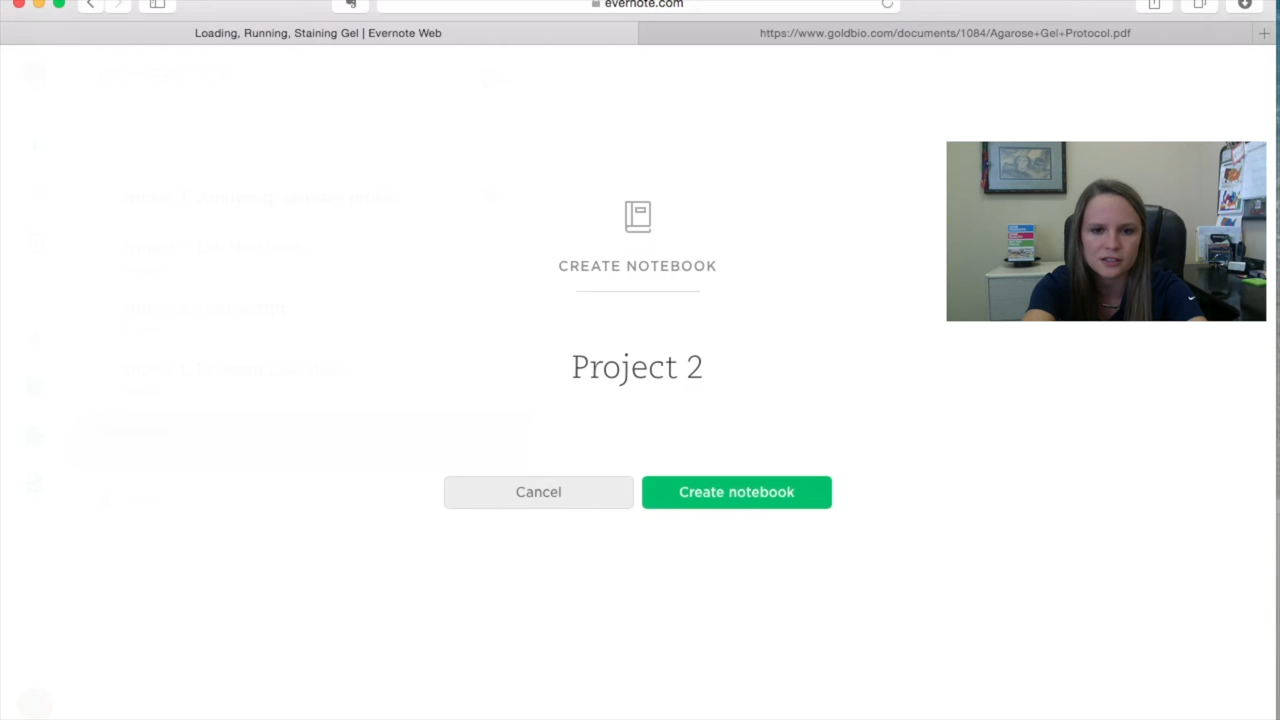 evernote.com
Loading, Running, Staining Gel | Evernote Web
https://www.goldbio.com/documents/1084/Agarose+Gel+Protocol.pdf
CREATE NOTEBOOK
Project 2
Cancel
Create notebook